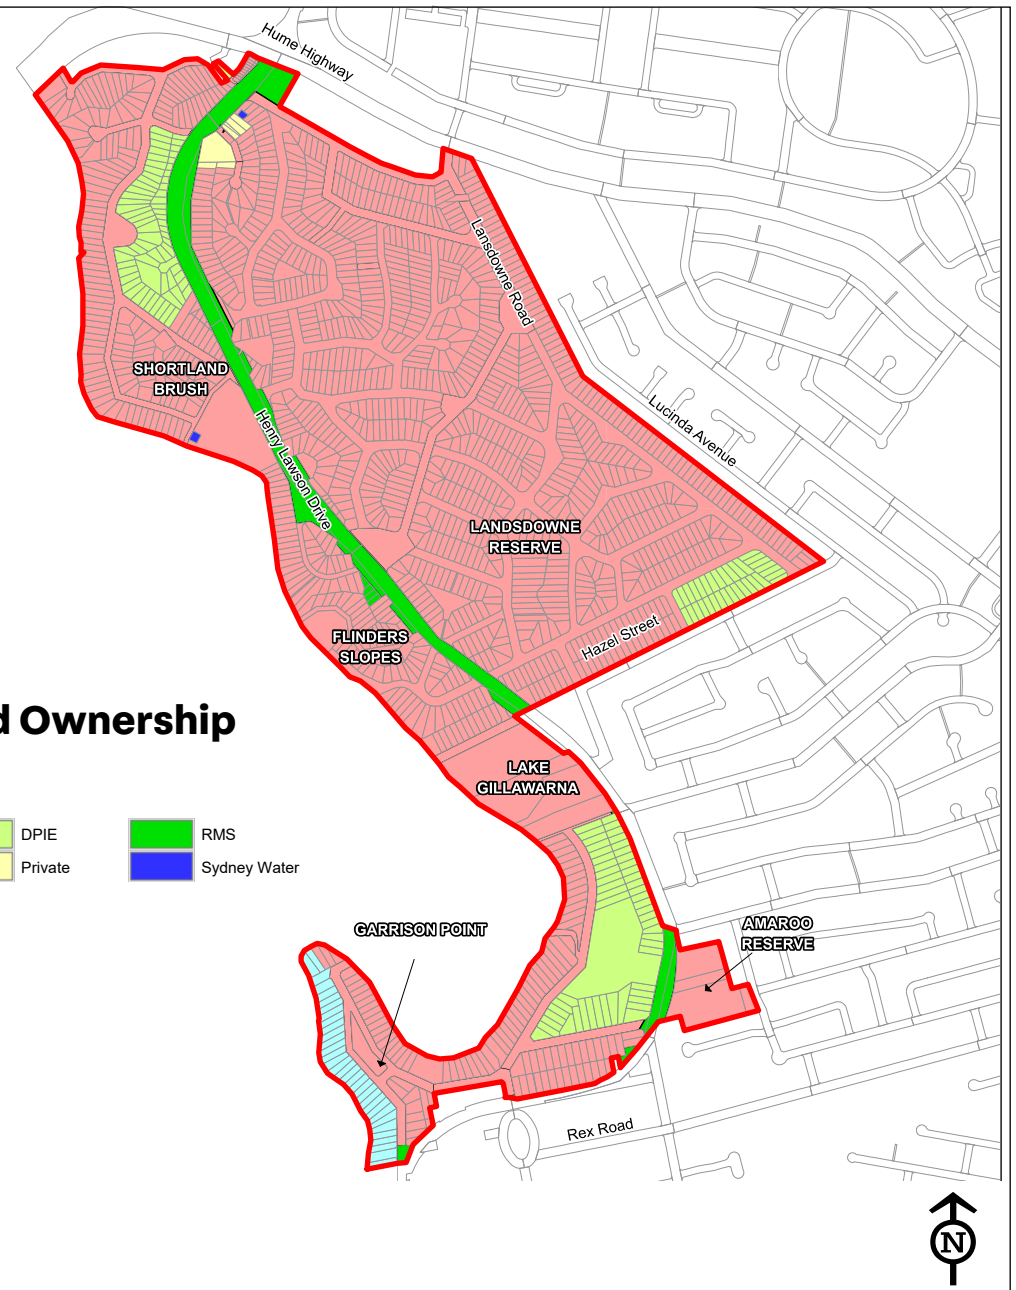 Hume Highway
Lansdowne Road
SHORTLAND
BRUSH
Henry Lawson Drive
Lucinda Avenue
LANDSDOWNE
RESERVE
Hazel Street
FLINDERS
SLOPES
d Ownership
LAKE
GILLAWARNA
DPIE
RMS
Private
Sydney Water
GARRISON POINT
AMAROO
RESERVE
Rex Road
N